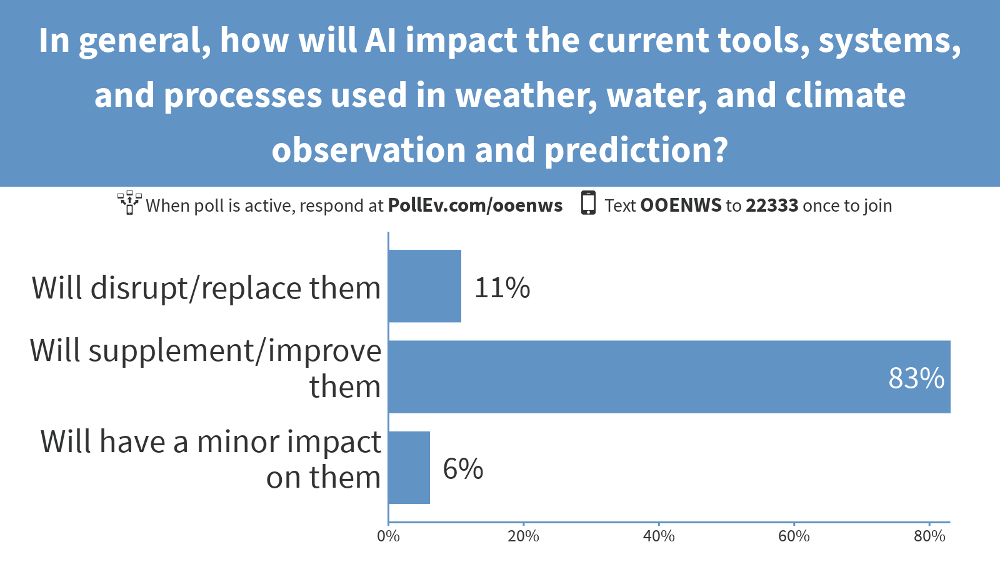 In general, how will AI impact the current tools, systems,
and processes used in weather, water, and climate
observation and prediction?
When poll is active, respond at PollEv.com/ooenws Text OOENWS to 22333 once to join
Will disrupt/replace them
11%
Will supplement/improve
them
83%
Will have a minor impact
on them
6%
0% 20% 40% 60% 80%